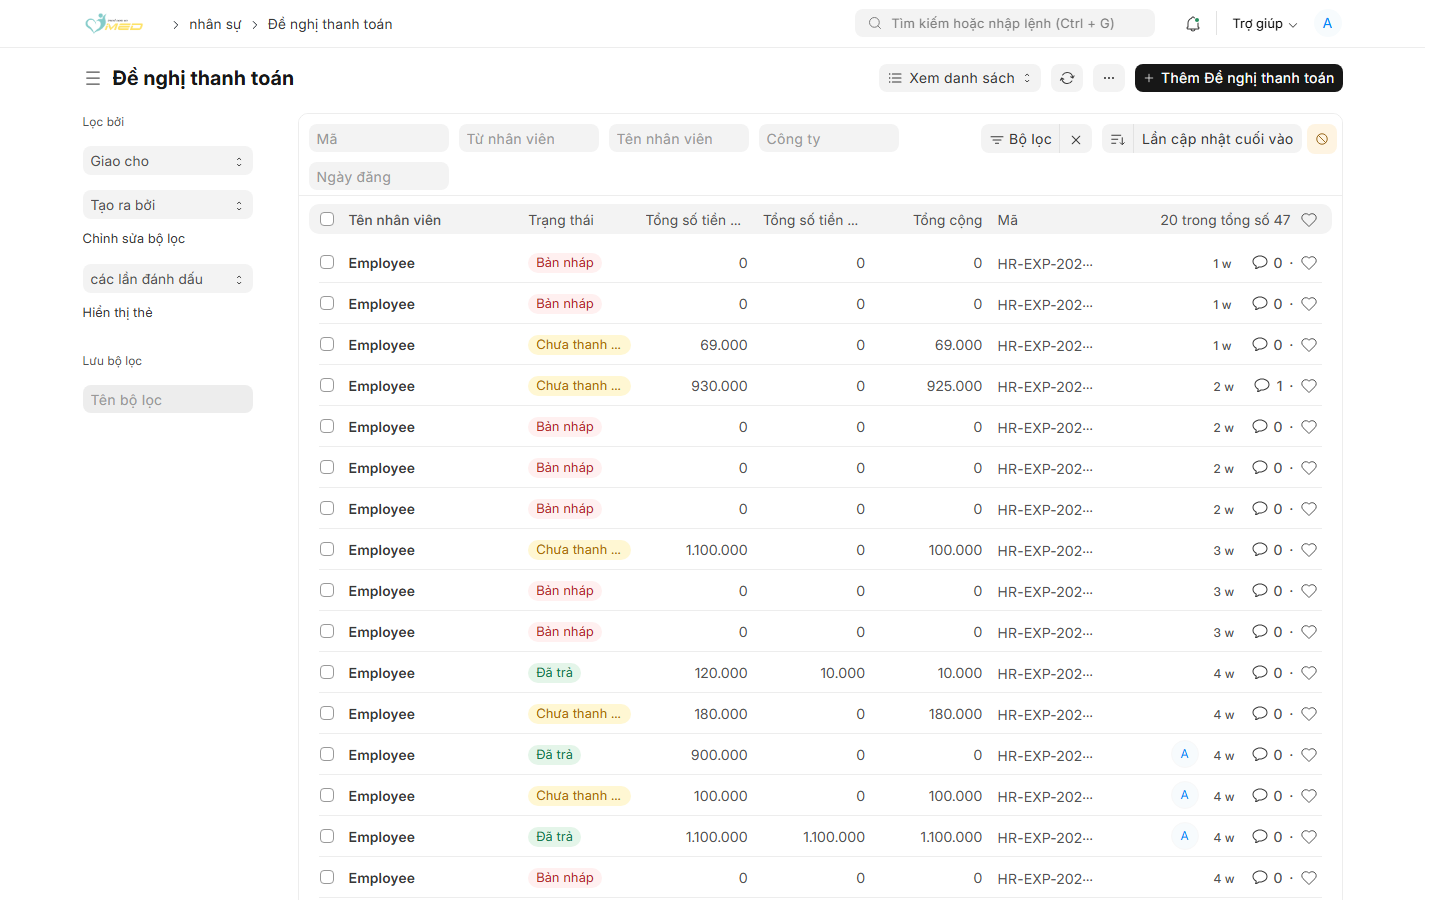 MED
nhân sự
Đề nghị thanh toán
Tìm kiếm hoặc nhập lệnh (Ctrl + G)
Trợ giúp
A
Đề nghị thanh toán
Xem danh sách
Thêm Đề nghị thanh toán
Lọc bởi
Giao cho
Tạo ra bởi
Chỉnh sửa bộ lọc
các lần đánh dấu
Hiển thị thẻ
Lưu bộ lọc
Tên bộ lọc
Mã Từ nhân viên Tên nhân viên Công ty
Bộ lọc
Lần cập nhật cuối vào
Ngày đăng
Tên nhân viên Trạng thái Tổng số tiền ... Tổng số tiền ... Tổng cộng Mã 20 trong tổng số 47
Employee Bản nháp 0 0 0 HR-EXP-202... 1 w 0 ·
Employee Bản nháp 0 0 0 HR-EXP-202... 1 w 0 ·
Employee Chưa thanh ... 69.000 0 69.000 HR-EXP-202... 1 w 0 ·
Employee Chưa thanh ... 930.000 0 925.000 HR-EXP-202... 2 w 1 ·
Employee Bản nháp 0 0 0 HR-EXP-202... 2 w 0 ·
Employee Bản nháp 0 0 0 HR-EXP-202... 2 w 0 ·
Employee Bản nháp 0 0 0 HR-EXP-202... 2 w 0 ·
Employee Chưa thanh ... 1.100.000 0 100.000 HR-EXP-202... 3 w 0 ·
Employee Bản nháp 0 0 0 HR-EXP-202... 3 w 0 ·
Employee Bản nháp 0 0 0 HR-EXP-202... 3 w 0 ·
Employee Đã trả 120.000 10.000 10.000 HR-EXP-202... 4 w 0 ·
Employee Chưa thanh ... 180.000 0 180.000 HR-EXP-202... 4 w 0 ·
Employee Đã trả 900.000 0 0 HR-EXP-202... A 4 w 0 ·
Employee Chưa thanh ... 100.000 0 100.000 HR-EXP-202... A 4 w 0 ·
Employee Đã trả 1.100.000 1.100.000 1.100.000 HR-EXP-202... A 4 w 0 ·
Employee Bản nháp 0 0 0 HR-EXP-202... 4 w 0 ·